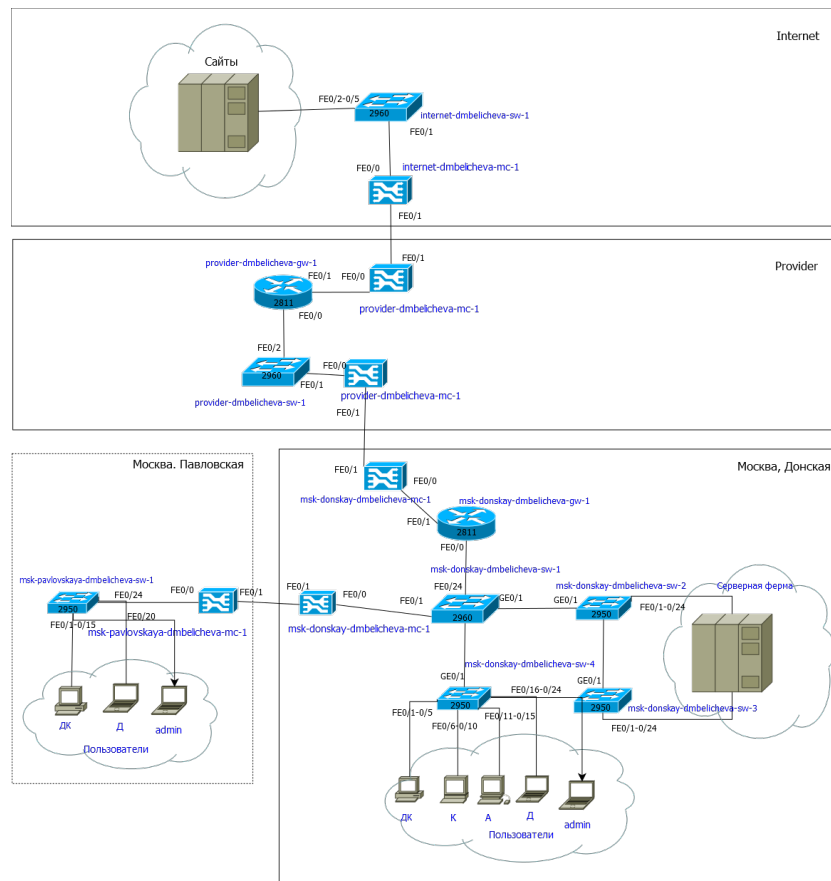 Internet
Сайты
FE0/2-0/5
2960
internet-dmbelicheva-sw-1
FE0/1
FE0/0
internet-dmbelicheva-mc-1
FE0/1
Provider
provider-dmbelicheva-gw-1
FE0/1
FE0/0
FE0/1
2811
provider-dmbelicheva-mc-1
FE0/0
FE0/2
FE0/0
2960
FE0/1
provider-dmbelicheva-mc-1
provider-dmbelicheva-sw-1
FE0/1
Москва. Павловская
Москва, Донская
FE0/1
FE0/0
msk-donskay-dmbelicheva-mc-1
msk-donskay-dmbelicheva-gw-1
FE0/1
2811
FE0/0
msk-donskay-dmbelicheva-sw-1
msk-pavlovskaya-dmbelicheva-sw-1
FE0/24
FE0/0
FE0/1
FE0/1
FE0/0
FE0/24
GE0/1
msk-donskay-dmbelicheva-sw-2
Серверная ферма
2950
FE0/20
FE0/1
2960
GE0/1
2950
FE0/1-0/24
FE0/1-0/15
msk-pavlovskaya-dmbelicheva-mc-1
msk-donskay-dmbelicheva-mc-1
msk-donskay-dmbelicheva-sw-4
GE0/1
FE0/16-0/24
GE0/1
2950
2950
msk-donskay-dmbelicheva-sw-3
FE0/1-0/5
FE0/11-0/15
FE0/6-0/10
FE0/1-0/24
ДК
Д
admin
Пользователи
ДК
К
А
Д
admin
Пользователи